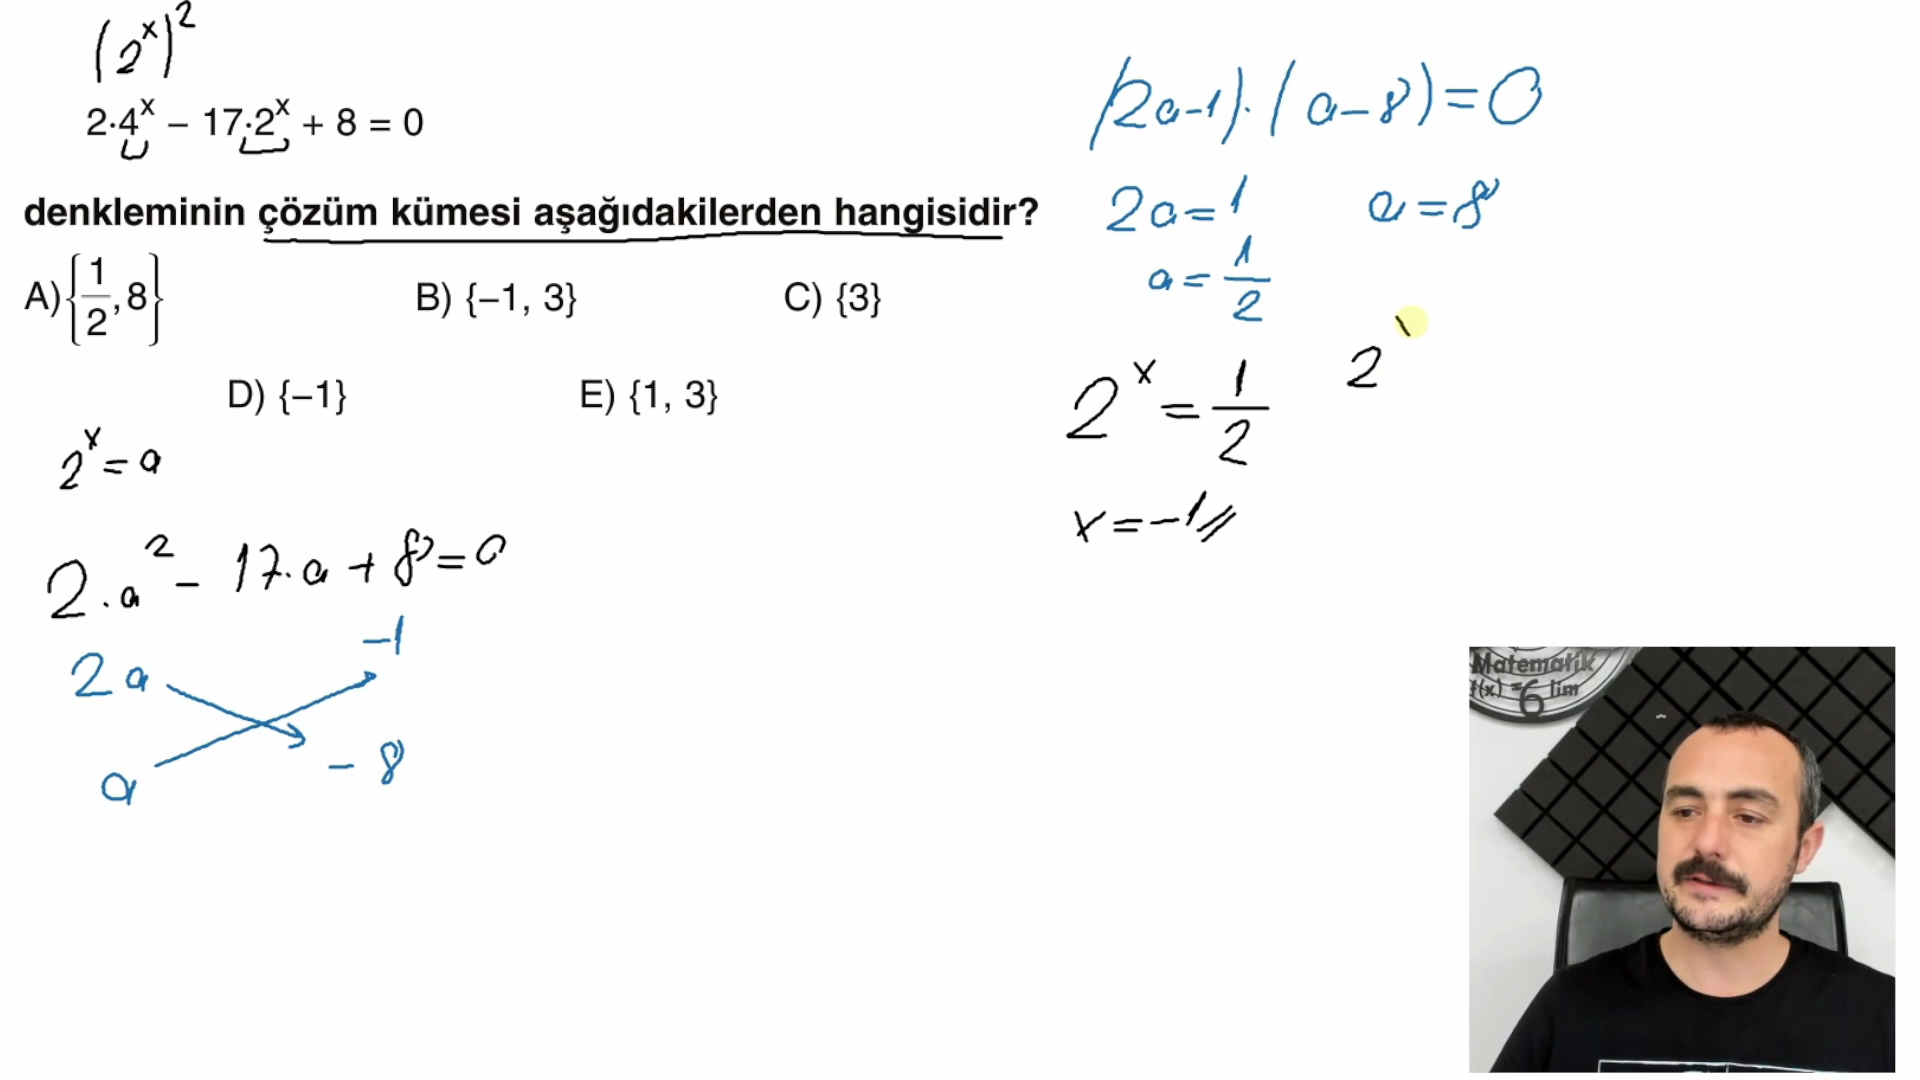 (2^x)^2
2·4^x – 17·2^x + 8 = 0
denkleminin çözüm kümesi aşağıdakilerden hangisidir?
A) {1/2, 8}
B) {–1, 3}
C) {3}
D) {–1}
E) {1, 3}
2^x = a
2·a^2 – 17·a + 8 = 0
2a
–1
a
–8
(2a–1)·(a–8)=0
2a=1
a=8
a=1/2
2^x=1/2
2
x=–1//
Matematik
f(x) =
6
lim